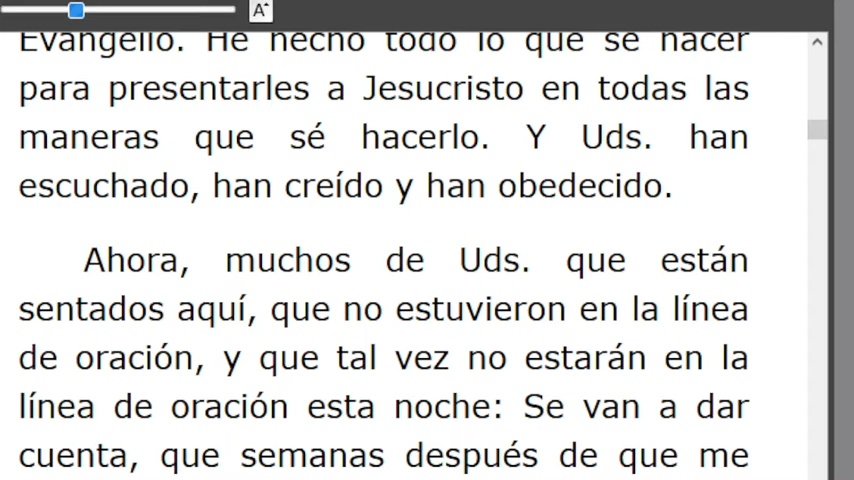 A
Evangelio. He hecho todo lo que sé hacer
para presentarles a Jesucristo en todas las
maneras que sé hacerlo. Y Uds. han
escuchado, han creído y han obedecido.
Ahora, muchos de Uds. que están
sentados aquí, que no estuvieron en la línea
de oración, y que tal vez no estarán en la
línea de oración esta noche: Se van a dar
cuenta, que semanas después de que me